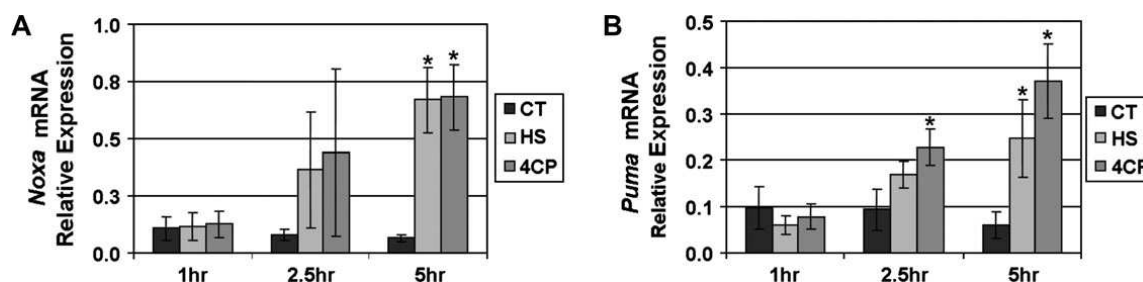 A
Noxa mRNA
Relative Expression
1.0
0.8
0.5
0.3
0.0
* *
CT
HS
4CP
1hr 2.5hr 5hr
B
Puma mRNA
Relative Expression
0.5
0.4
0.3
0.2
0.1
0.0
* * *
CT
HS
4CP
1hr 2.5hr 5hr